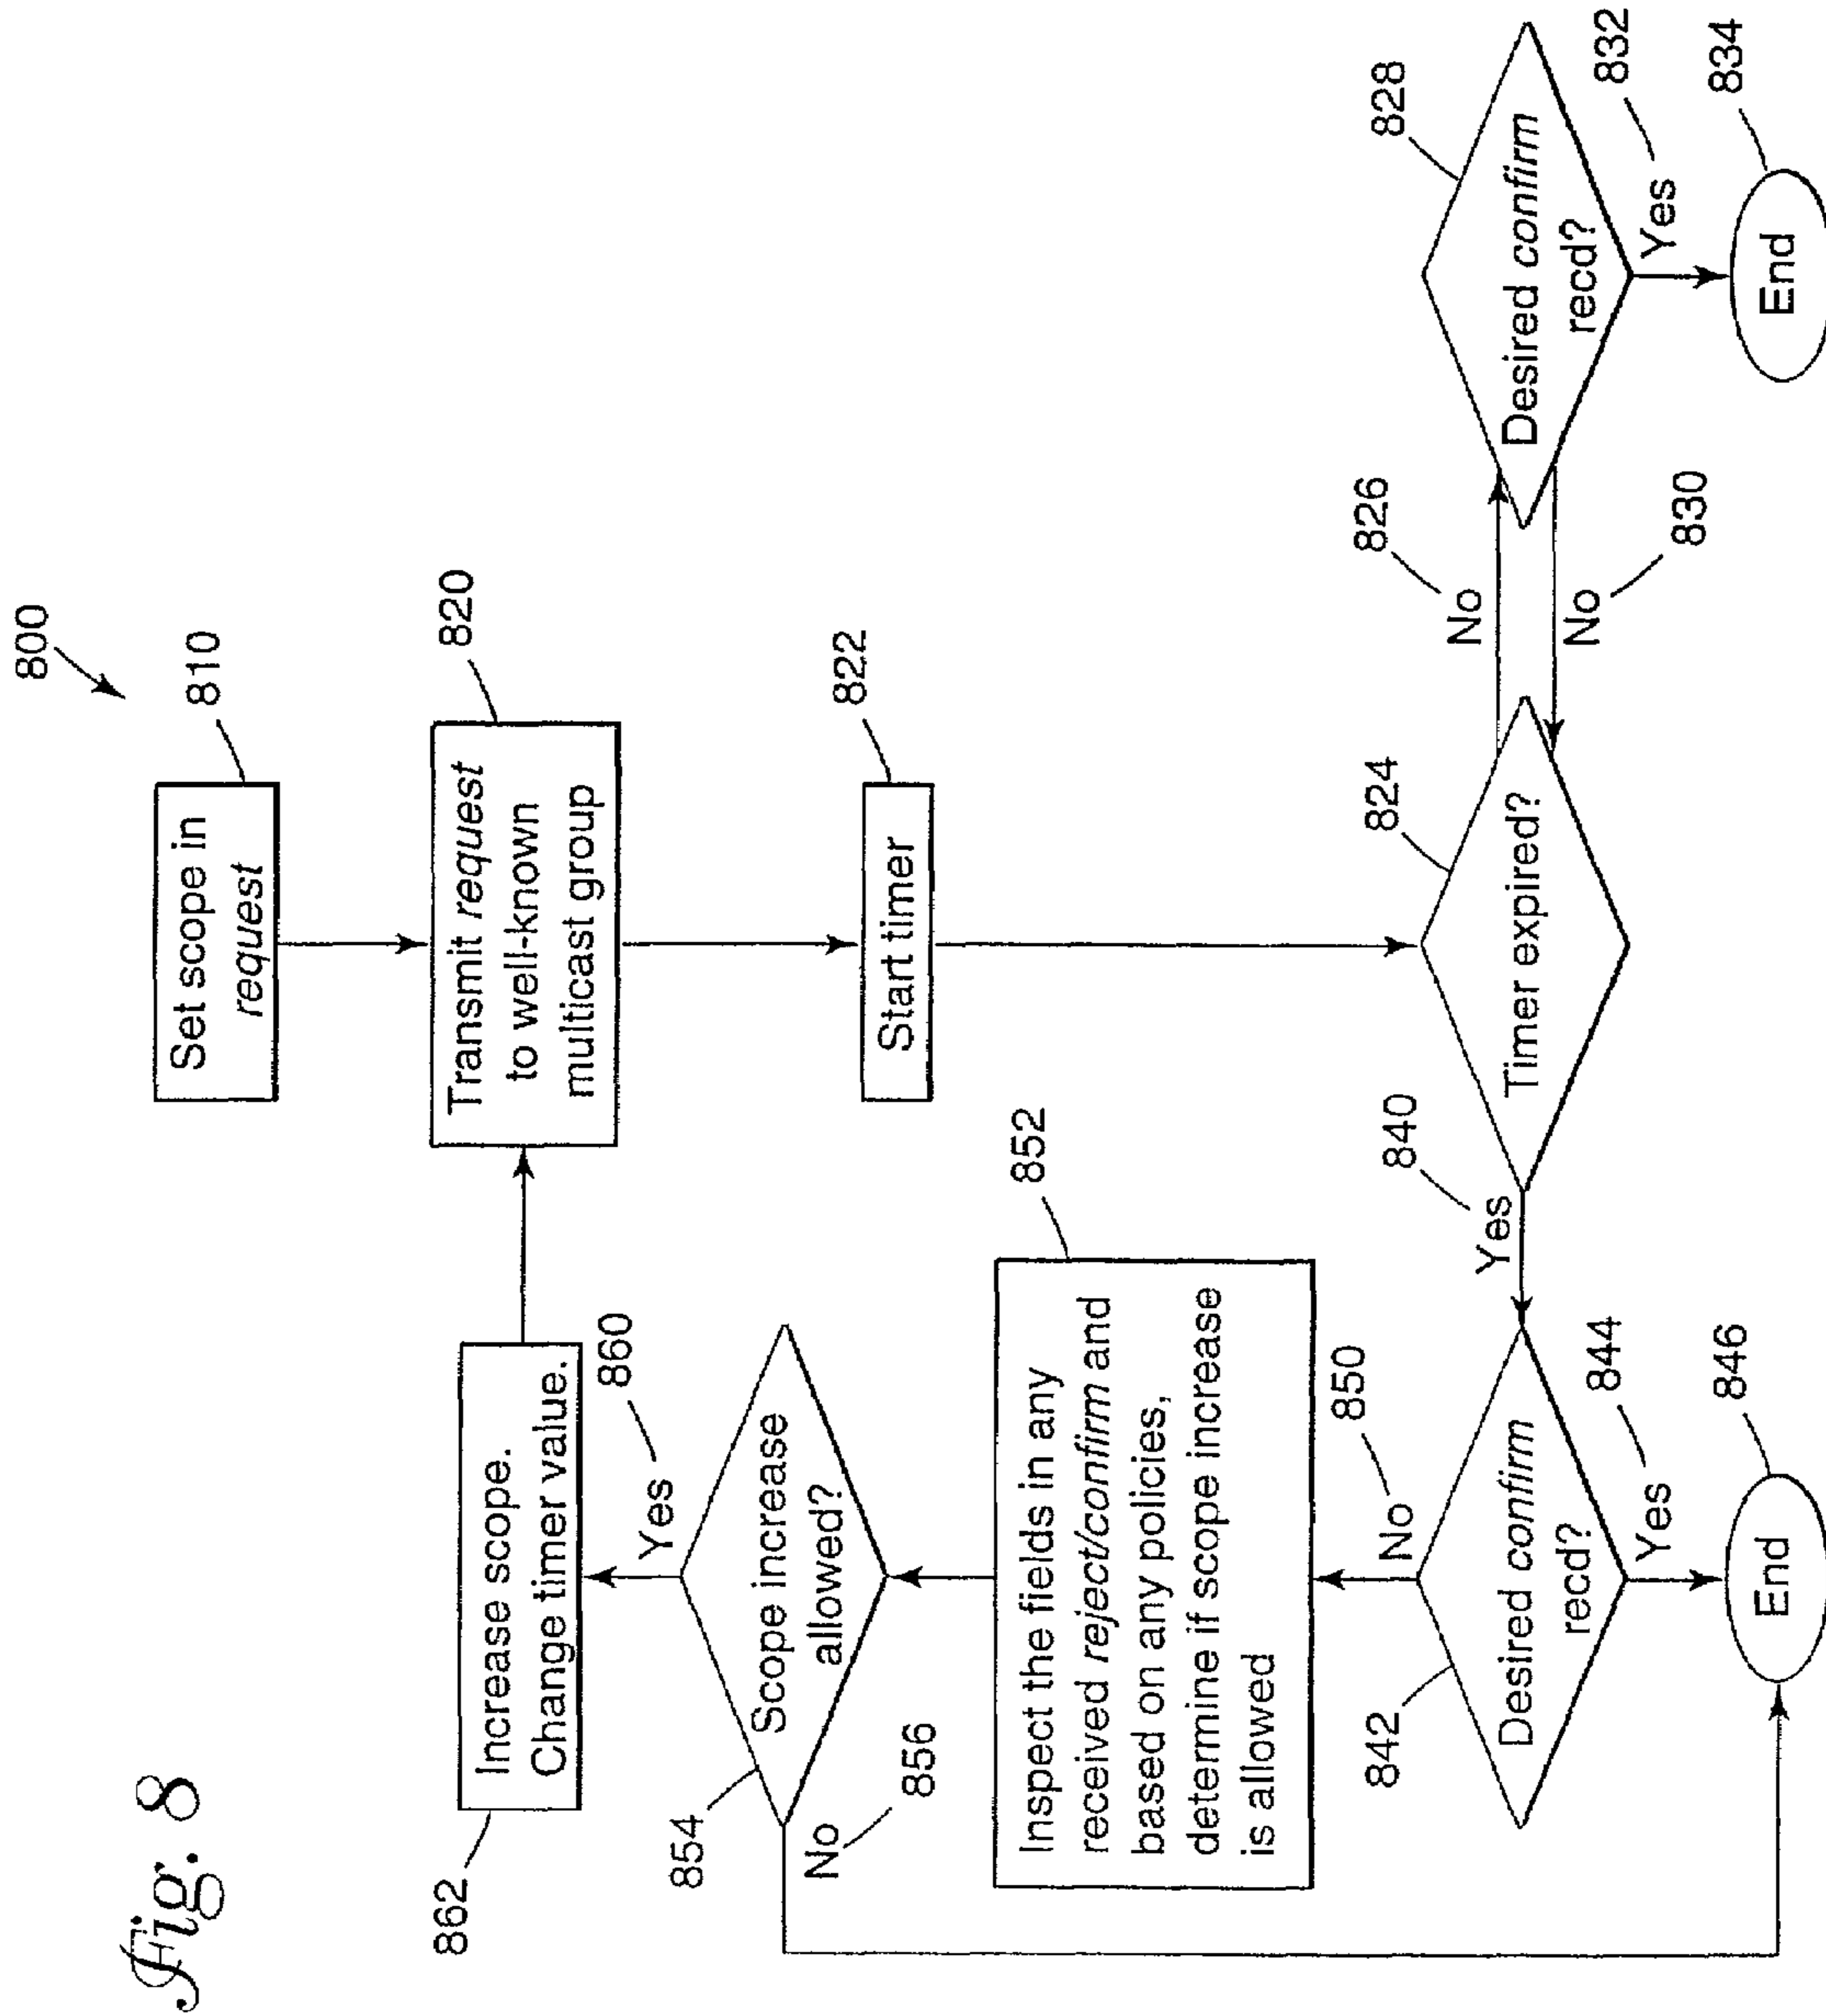 Fig. 8
800
Set scope in
request
810
Transmit request
to well-known
multicast group
820
Start timer
822
Timer expired?
824
No
826
Desired confirm
recd?
828
No
830
Yes
832
End
834
Yes
840
Desired confirm
recd?
842
Yes
844
End
846
No
850
Inspect the fields in any
received reject/confirm and
based on any policies,
determine if scope increase
is allowed
852
Scope increase
allowed?
854
No
856
Yes
860
Increase scope.
Change timer value.
862